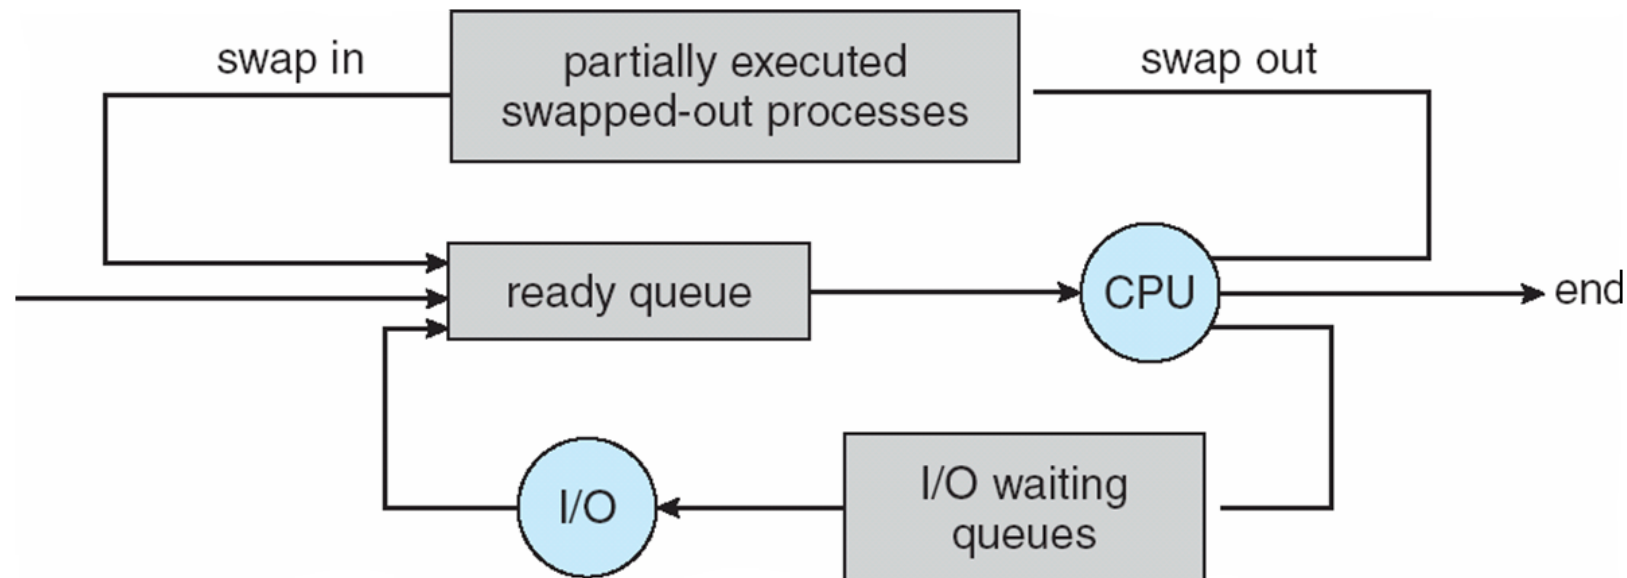 swap in
partially executed
swapped-out processes
swap out
ready queue
CPU
end
I/O
I/O waiting
queues